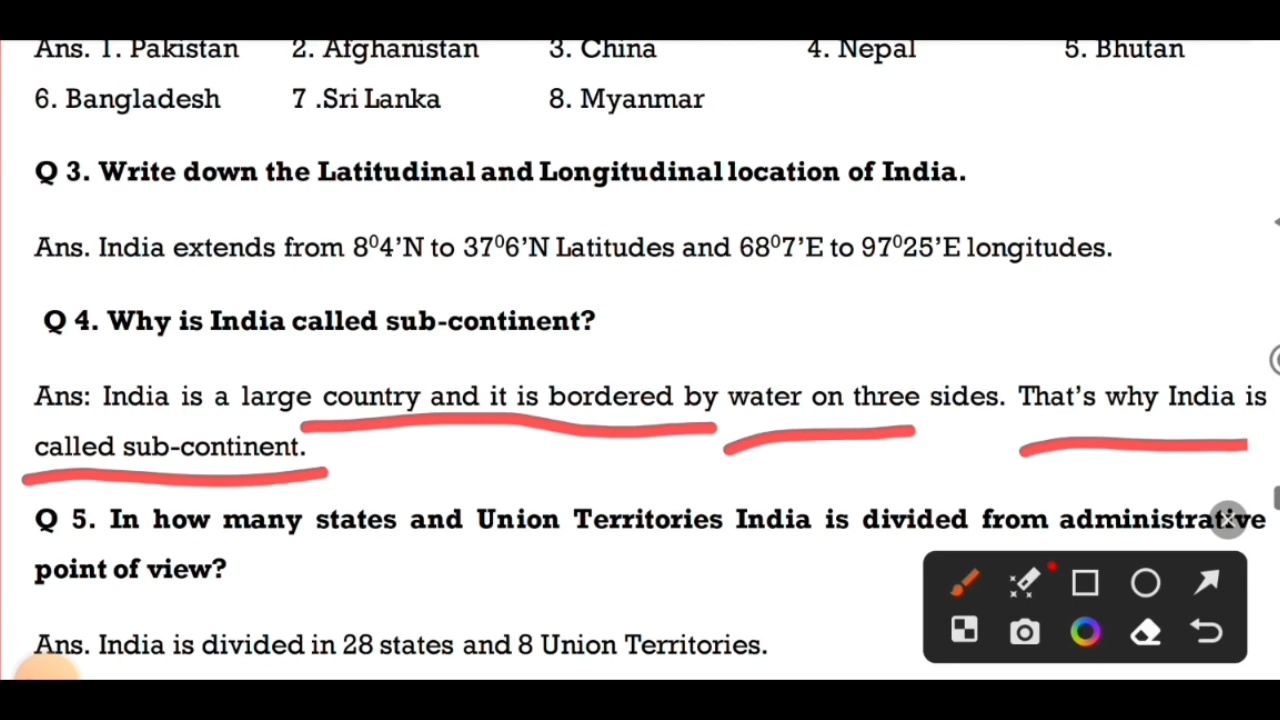 Ans. 1. Pakistan 2. Afghanistan 3. China 4. Nepal 5. Bhutan
6. Bangladesh 7 .Sri Lanka 8. Myanmar
Q 3. Write down the Latitudinal and Longitudinal location of India.
Ans. India extends from 8⁰4’N to 37⁰6’N Latitudes and 68⁰7’E to 97⁰25’E longitudes.
Q 4. Why is India called sub-continent?
Ans: India is a large country and it is bordered by water on three sides. That’s why India is
called sub-continent.
Q 5. In how many states and Union Territories India is divided from administrative
point of view?
Ans. India is divided in 28 states and 8 Union Territories.